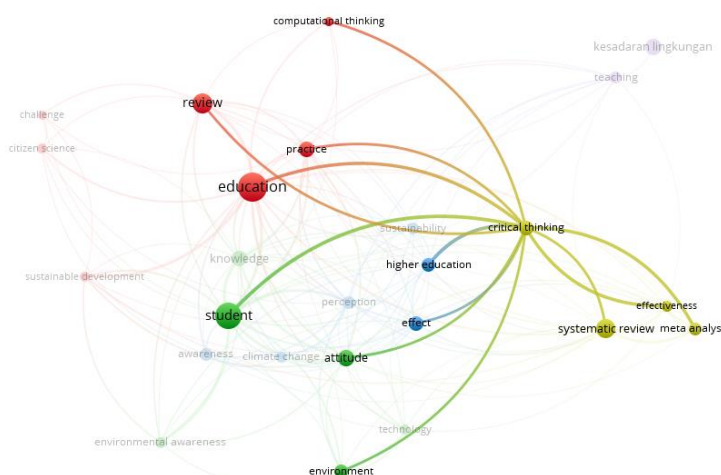 computational thinking
kesadaran lingkungan
teaching
review
challenge
citizen science
practice
education
sustainebility
critical thinking
knowledge
higher education
sustainable development
perception
effectiveness
student
effect
systematic review
meta analys
awareness
climate change
attitude
technology
environmental awareness
environment